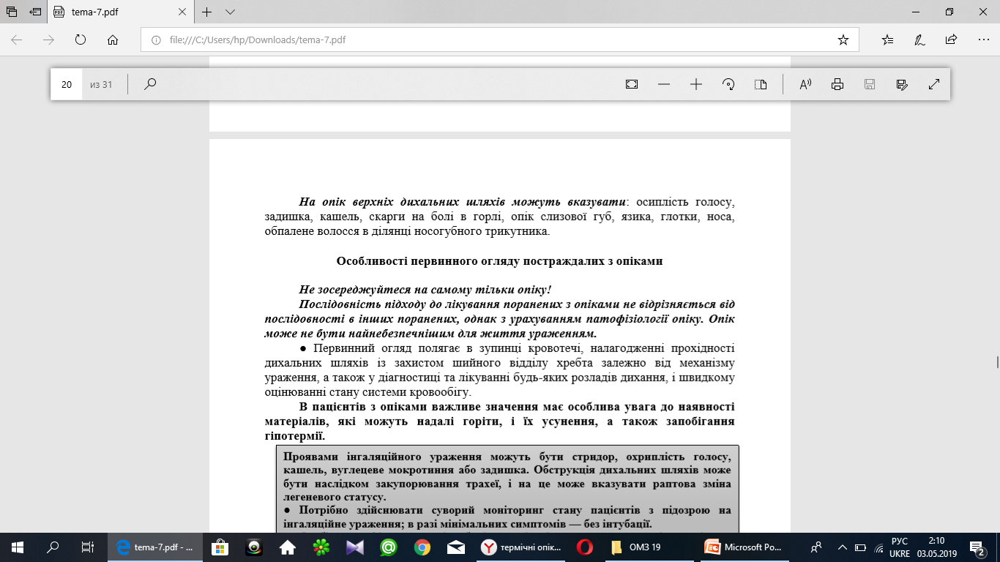 tema-7.pdf
file:///C:/Users/hp/Downloads/tema-7.pdf
20 из 31
На опік верхніх дихальних шляхів можуть вказувати: осиплість голосу,
задишка, кашель, скарги на болі в горлі, опік слизової губ, язика, глотки, носа,
обпалене волосся в ділянці носогубного трикутника.
Особливості первинного огляду постраждалих з опіками
Не зосереджуйтеся на самому тільки опіку!
Послідовність підходу до лікування поранених з опіками не відрізняється від
послідовності в інших поранених, однак з урахуванням патофізіології опіку. Опік
може не бути найнебезпечнішим для життя ураженням.
● Первинний огляд полягає в зупинці кровотечі, налагодженні прохідності
дихальних шляхів із захистом шийного відділу хребта залежно від механізму
ураження, а також у діагностиці та лікуванні будь-яких розладів дихання, і швидкому
оцінюванні стану системи кровообігу.
В пацієнтів з опіками важливе значення має особлива увага до наявності
матеріалів, які можуть надалі горіти, і їх усунення, а також запобігання
гіпотермії.
Проявами інгаляційного ураження можуть бути стридор, охриплість голосу,
кашель, вуглецеве мокротиння або задишка. Обструкція дихальних шляхів може
бути наслідком закупорювання трахеї, і на це може вказувати раптова зміна
легеневого статусу.
● Потрібно здійснювати суворий моніторинг стану пацієнтів з підозрою на
інгаляційне ураження; в разі мінімальних симптомів — без інтубації.
tema-7.pdf - ...
термічні опік...
ОМЗ 19
Microsoft Po...
РУС
UKRE
2:10
03.05.2019
2